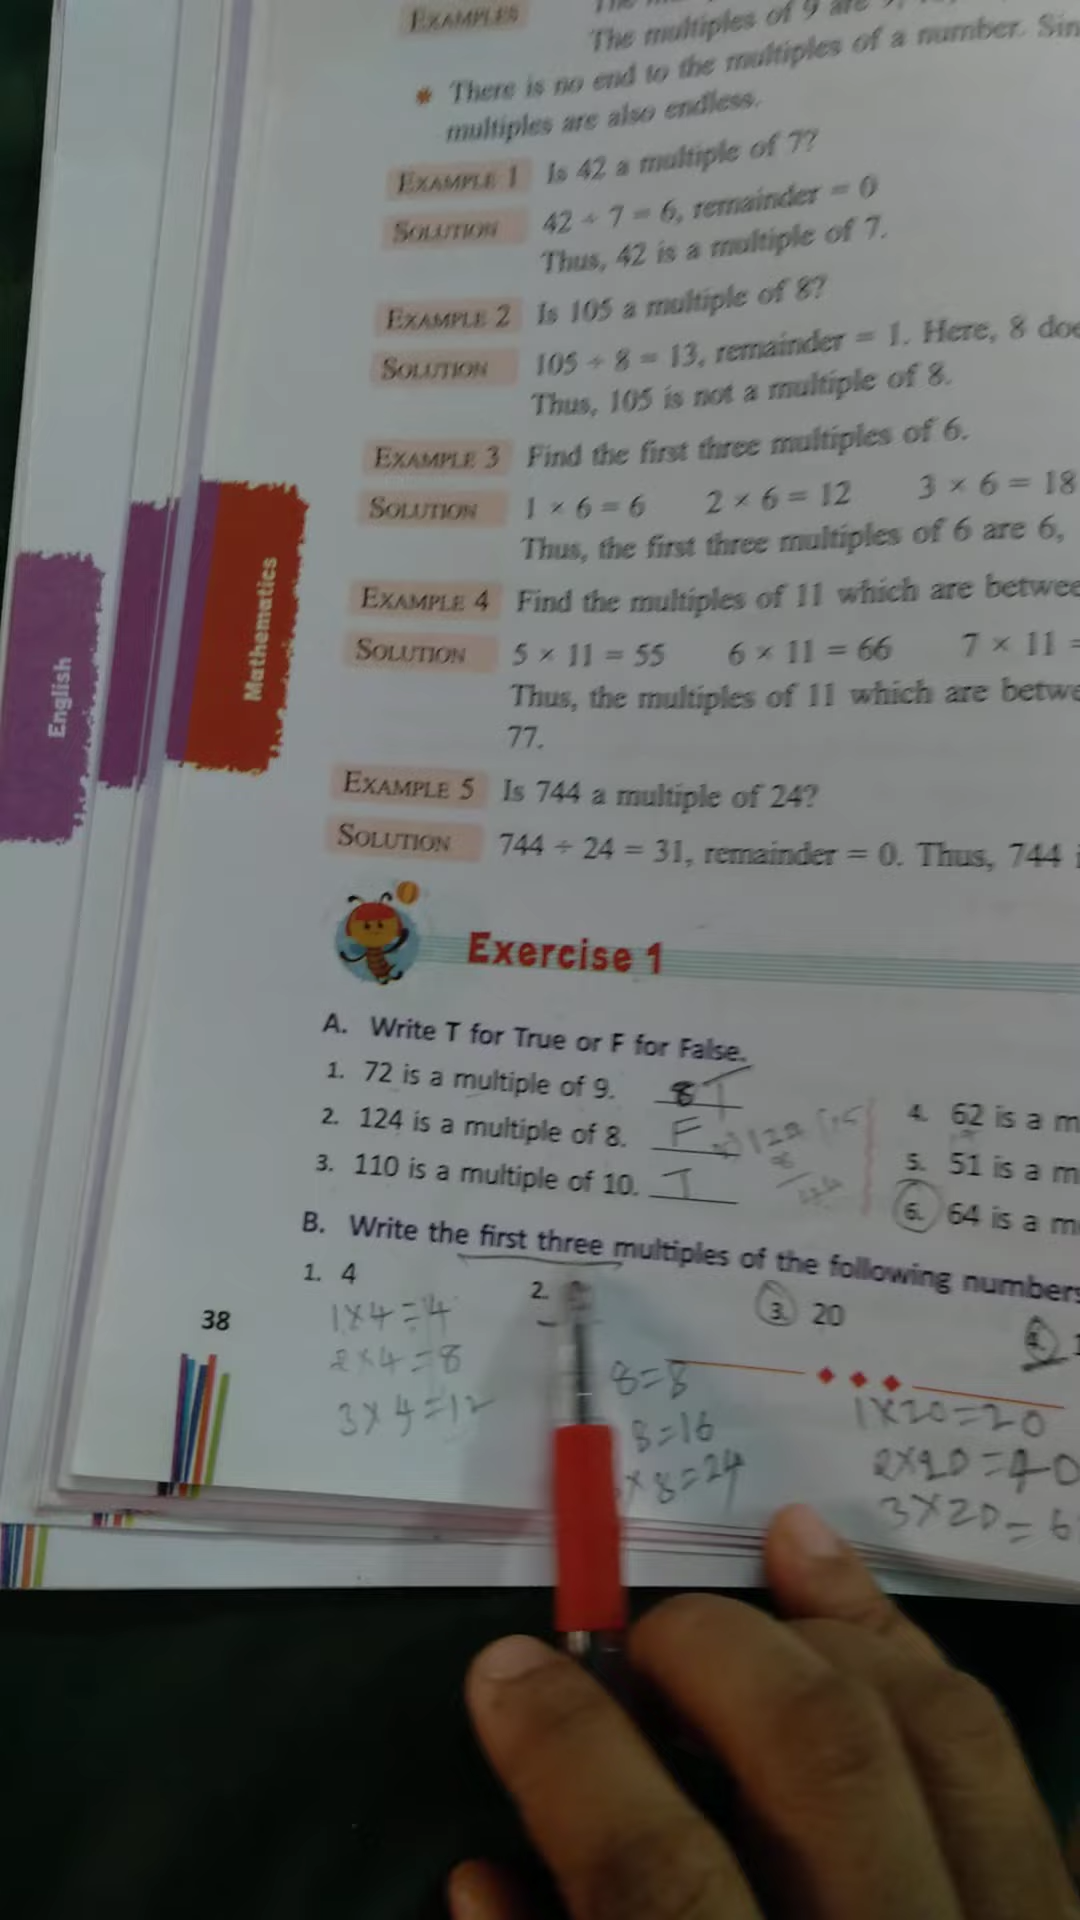 EXAMPLES
The multiples of 9 are 9,
There is no end to the multiples of a number. Sin
multiples are also endless.
EXAMPLE 1 Is 42 a multiple of 7?
SOLUTION 42 ÷ 7 = 6, remainder = 0
Thus, 42 is a multiple of 7.
EXAMPLE 2 Is 105 a multiple of 8?
SOLUTION 105 ÷ 8 = 13, remainder = 1. Here, 8 doe
Thus, 105 is not a multiple of 8.
EXAMPLE 3 Find the first three multiples of 6.
SOLUTION 1 × 6 = 6 2 × 6 = 12 3 × 6 = 18
Thus, the first three multiples of 6 are 6,
EXAMPLE 4 Find the multiples of 11 which are betwee
SOLUTION 5 × 11 = 55 6 × 11 = 66 7 × 11 =
Thus, the multiples of 11 which are betwe
77.
EXAMPLE 5 Is 744 a multiple of 24?
SOLUTION 744 ÷ 24 = 31, remainder = 0. Thus, 744 i
English
Mathematics
Exercise 1
A. Write T for True or F for False.
1. 72 is a multiple of 9. T
2. 124 is a multiple of 8. F
3. 110 is a multiple of 10. T
4. 62 is a m
5. 51 is a m
6. 64 is a m
B. Write the first three multiples of the following numbers
1. 4
1×4=4
2×4=8
3×4=12
2.
8=8
8=16
×8=24
3. 20
1×20=20
2×20=40
3×20=6
4. 1
38